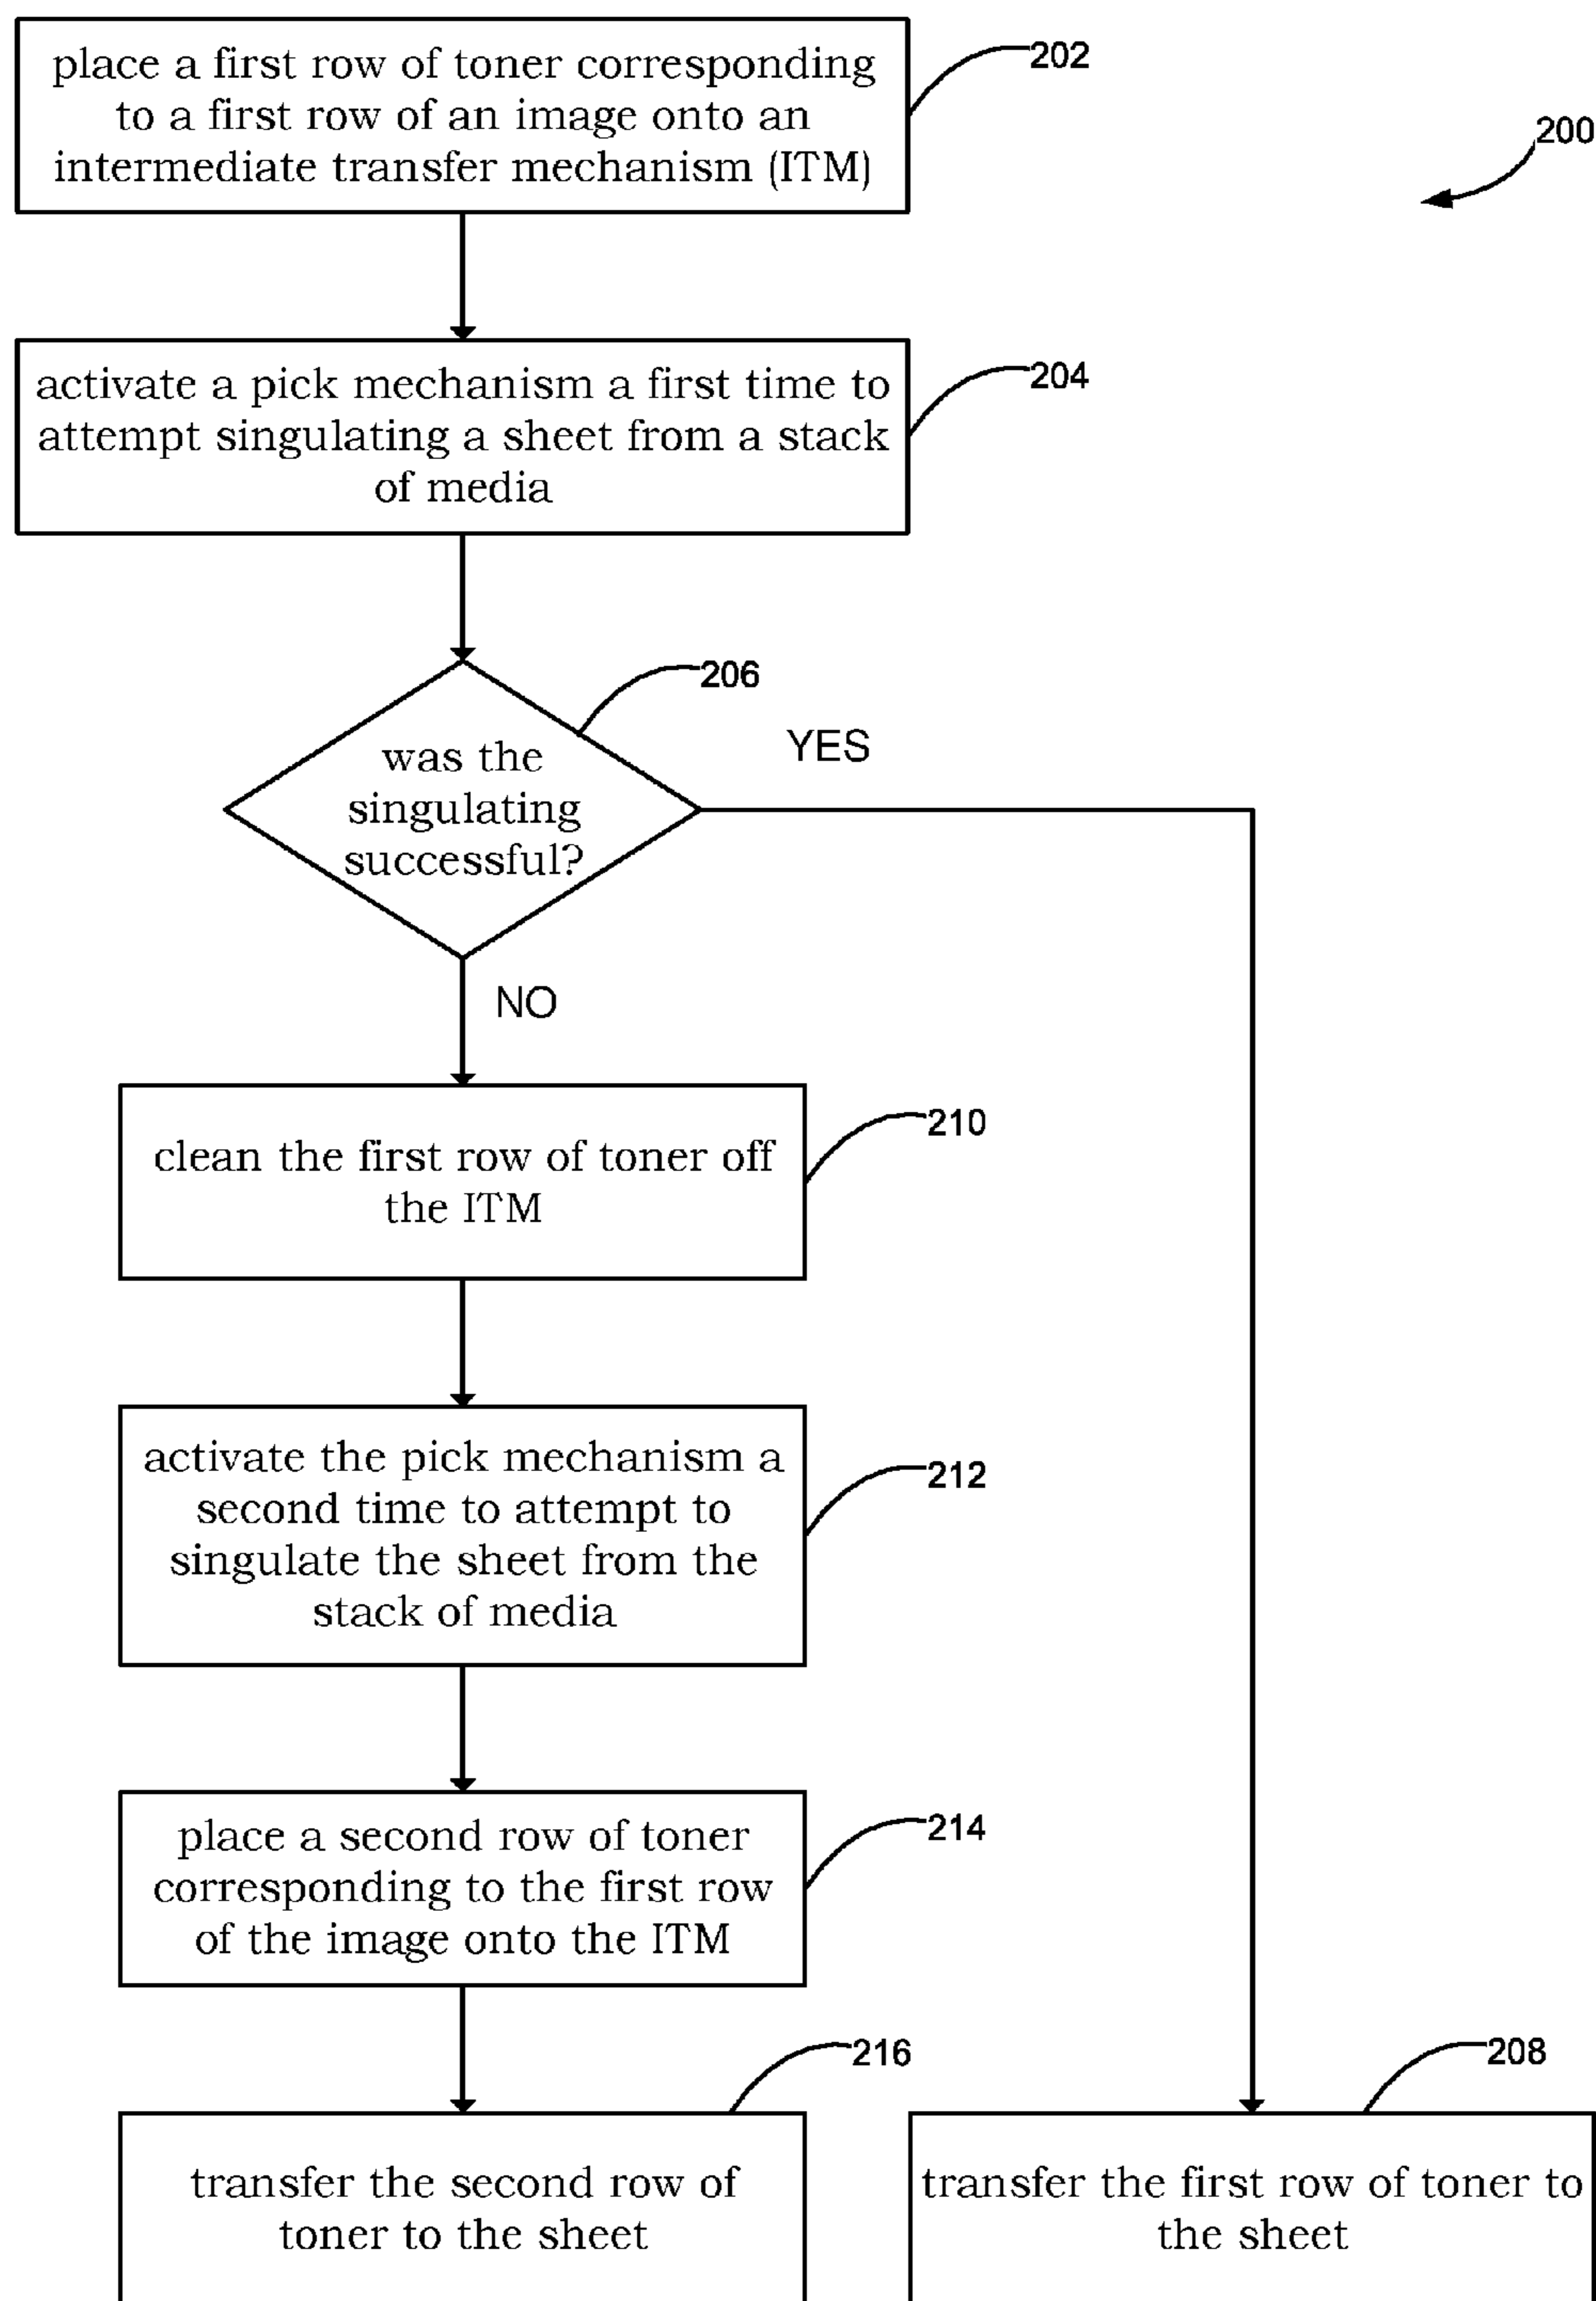 place a first row of toner corresponding
to a first row of an image onto an
intermediate transfer mechanism (ITM)
202
200
activate a pick mechanism a first time to
attempt singulating a sheet from a stack
of media
204
206
was the
singulating
successful?
YES
NO
clean the first row of toner off
the ITM
210
activate the pick mechanism a
second time to attempt to
singulate the sheet from the
stack of media
212
place a second row of toner
corresponding to the first row
of the image onto the ITM
214
216
transfer the second row of
toner to the sheet
208
transfer the first row of toner to
the sheet